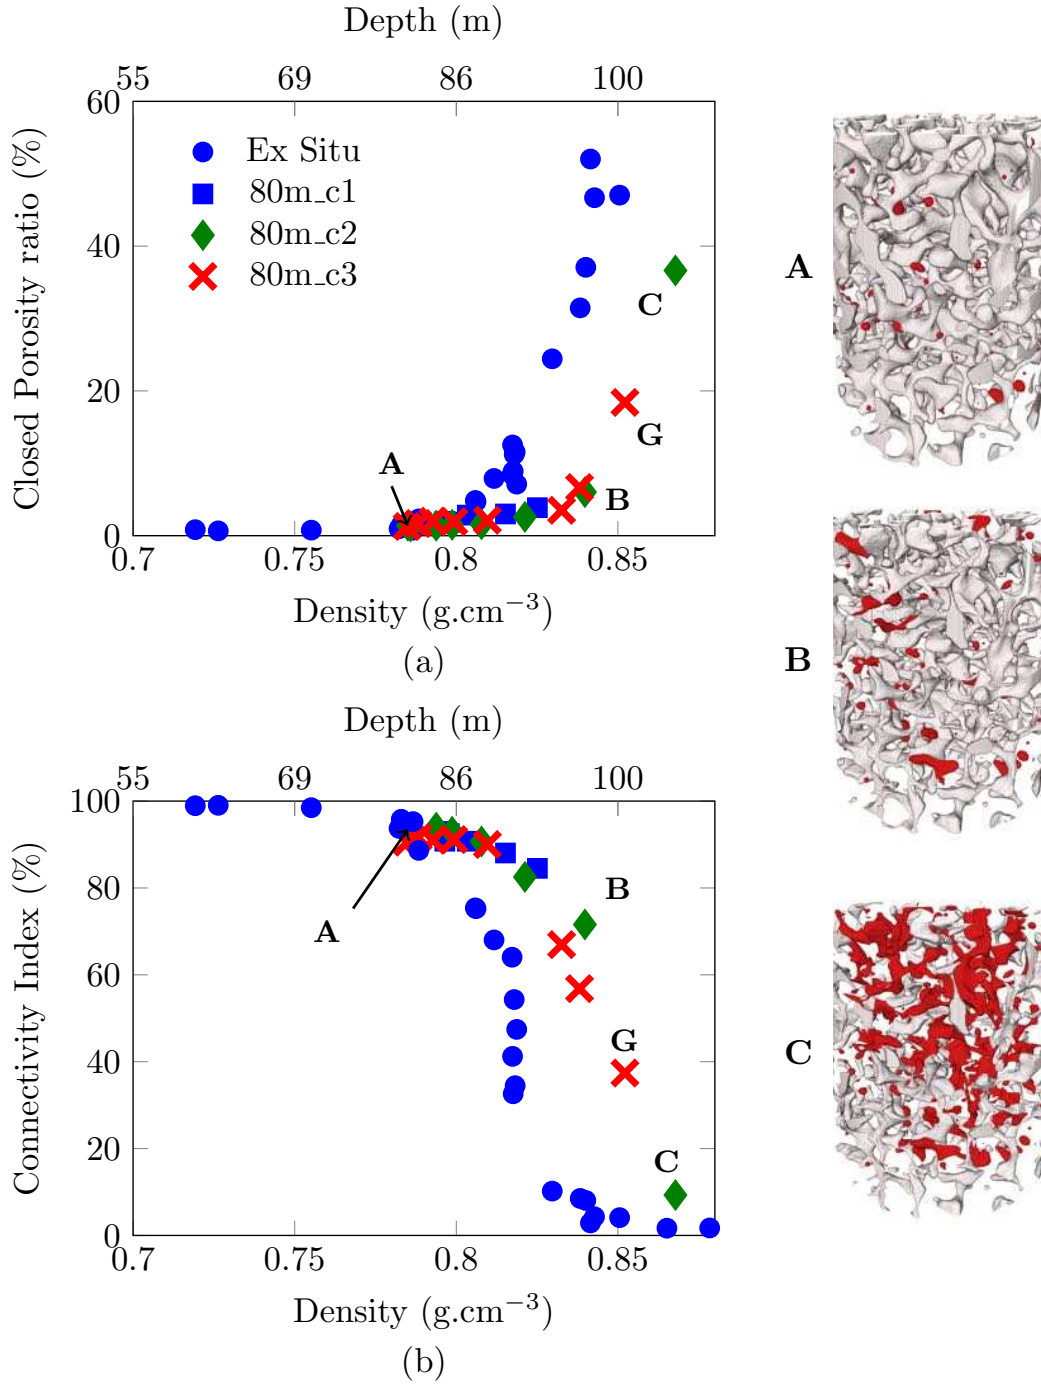 Depth (m)
55 69 86 100
60
40
20
0
Closed Porosity ratio (%)
Ex Situ
80m_c1
80m_c2
80m_c3
A
C
G
B
0.7 0.75 0.8 0.85
Density (g.cm−3)
(a)
Depth (m)
55 69 86 100
100
80
60
40
20
0
Connectivity Index (%)
A
B
G
C
0.7 0.75 0.8 0.85
Density (g.cm−3)
(b)
A
B
C